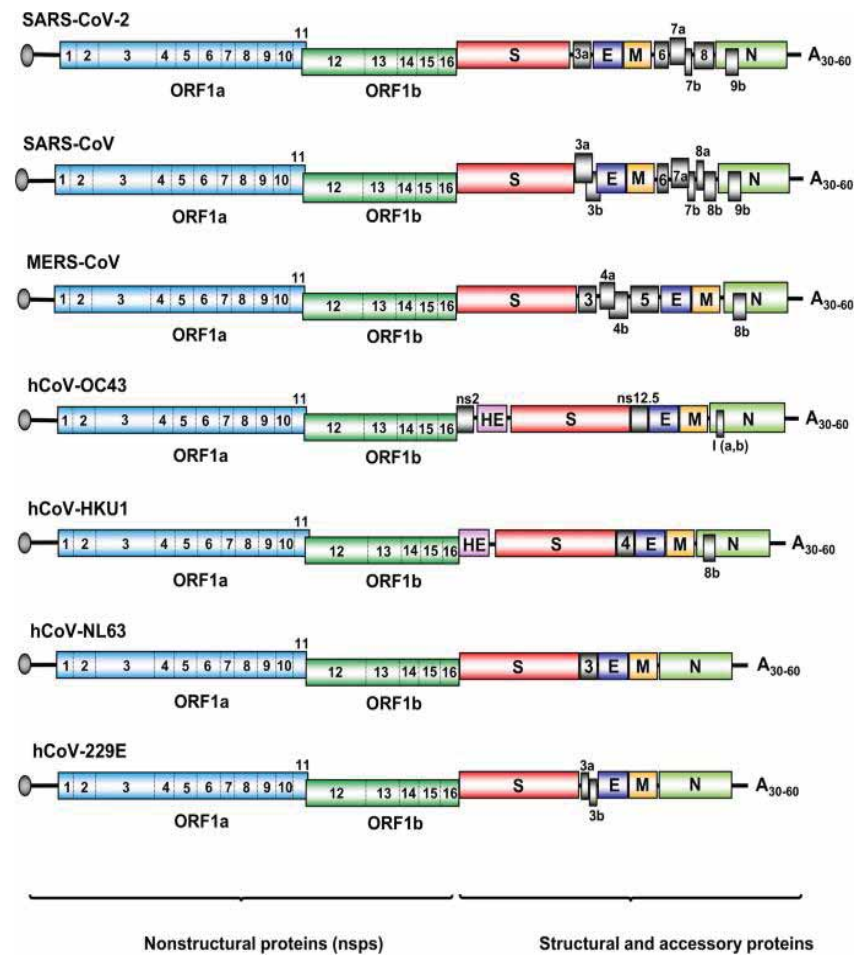 SARS-CoV-2
11
7a
1 2 3 4 5 6 7 8 9 10 12 13 14 15 16 S 3a E M 6 8 N A30-60
7b 9b
ORF1a ORF1b
SARS-CoV
11
3a 8a
1 2 3 4 5 6 7 8 9 10 12 13 14 15 16 S E M 6 7a N A30-60
3b 7b 8b 9b
ORF1a ORF1b
MERS-CoV
11
4a
1 2 3 4 5 6 7 8 9 10 12 13 14 15 16 S 3 5 E M N A30-60
4b 8b
ORF1a ORF1b
hCoV-OC43
11
ns2 ns12.5
1 2 3 4 5 6 7 8 9 10 12 13 14 15 16 HE S E M N A30-60
I (a,b)
ORF1a ORF1b
hCoV-HKU1
11
1 2 3 4 5 6 7 8 9 10 12 13 14 15 16 HE S 4 E M N A30-60
8b
ORF1a ORF1b
hCoV-NL63
11
1 2 3 4 5 6 7 8 9 10 12 13 14 15 16 S 3 E M N A30-60
ORF1a ORF1b
hCoV-229E
11
3a
1 2 3 4 5 6 7 8 9 10 12 13 14 15 16 S E M N A30-60
3b
ORF1a ORF1b
Nonstructural proteins (nsps) Structural and accessory proteins